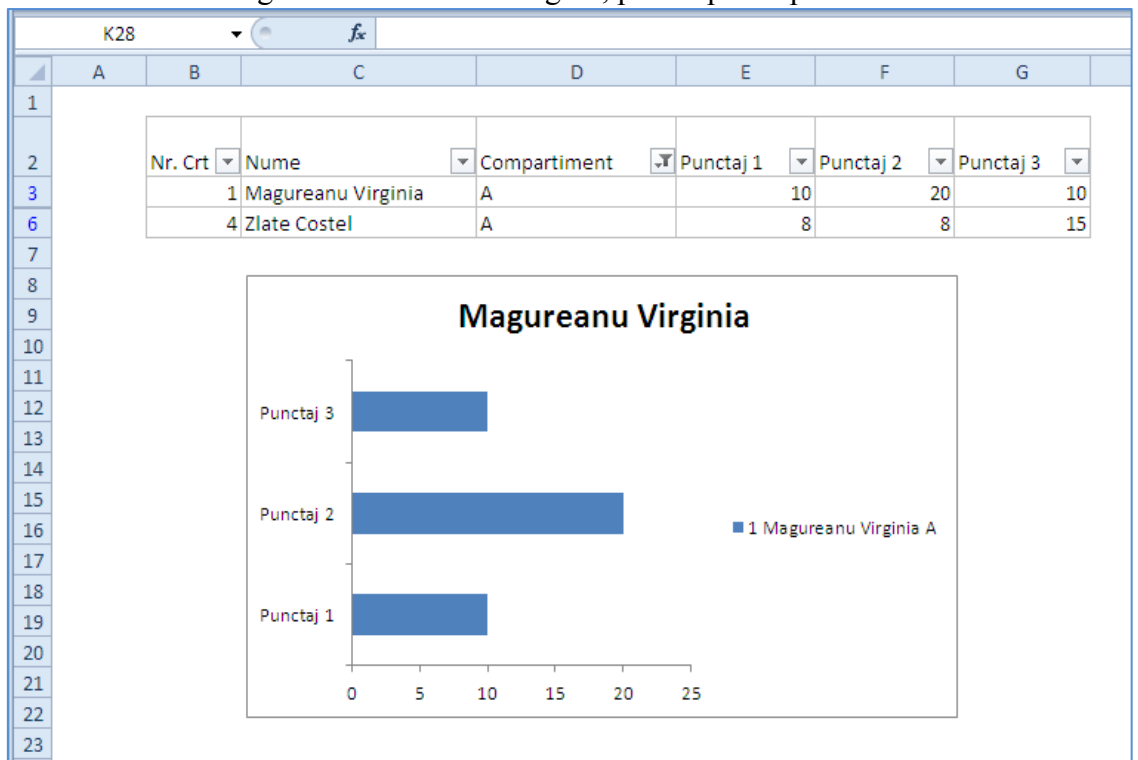 K28 fx
A B C D E F G
1
2 Nr. Crt Nume Compartiment Punctaj 1 Punctaj 2 Punctaj 3
3 1 Magureanu Virginia A 10 20 10
6 4 Zlate Costel A 8 8 15
7
8
9 Magureanu Virginia
10
11
12 Punctaj 3
13
14
15 Punctaj 2
16 1 Magureanu Virginia A
17
18
19 Punctaj 1
20
21
0 5 10 15 20 25
22
23